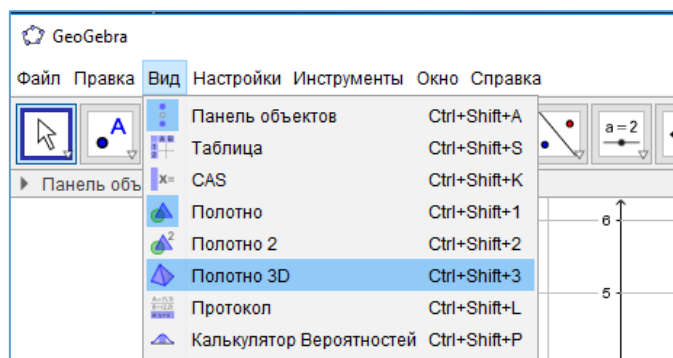 GeoGebra
Файл Правка Вид Настройки Инструменты Окно Справка
A a=2
Панель объектов Ctrl+Shift+A
Таблица Ctrl+Shift+S
Панель объ
CAS Ctrl+Shift+K
Полотно Ctrl+Shift+1
6
Полотно 2 Ctrl+Shift+2
Полотно 3D Ctrl+Shift+3
5
Протокол Ctrl+Shift+L
Калькулятор Вероятностей Ctrl+Shift+P